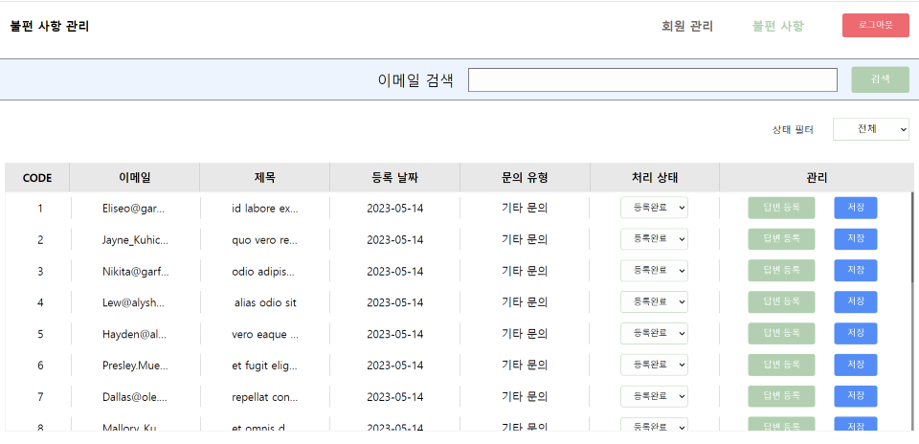 불편 사항 관리 회원 관리 불편 사항 로그아웃
이메일 검색 검색
상태 필터 전체
CODE 이메일 제목 등록 날짜 문의 유형 처리 상태 관리
1 Eliseo@gar... id labore ex... 2023-05-14 기타 문의 등록완료 답변 등록 저장
2 Jayne_Kuhic... quo vero re... 2023-05-14 기타 문의 등록완료 답변 등록 저장
3 Nikita@garf... odio adipis... 2023-05-14 기타 문의 등록완료 답변 등록 저장
4 Lew@alysh... alias odio sit 2023-05-14 기타 문의 등록완료 답변 등록 저장
5 Hayden@al... vero eaque ... 2023-05-14 기타 문의 등록완료 답변 등록 저장
6 Presley.Mue... et fugit elig... 2023-05-14 기타 문의 등록완료 답변 등록 저장
7 Dallas@ole.... repellat con... 2023-05-14 기타 문의 등록완료 답변 등록 저장
8 Mallory_Ku... et omnis d... 2023-05-14 기타 문의 등록완료 답변 등록 저장